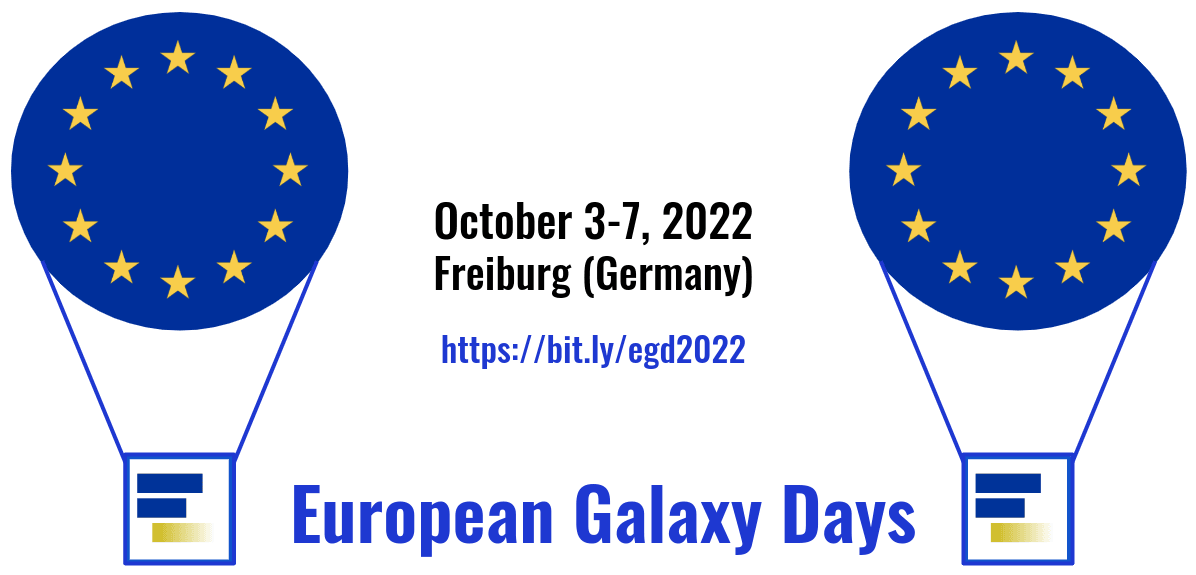 October 3-7, 2022
Freiburg (Germany)
https://bit.ly/egd2022
European Galaxy Days